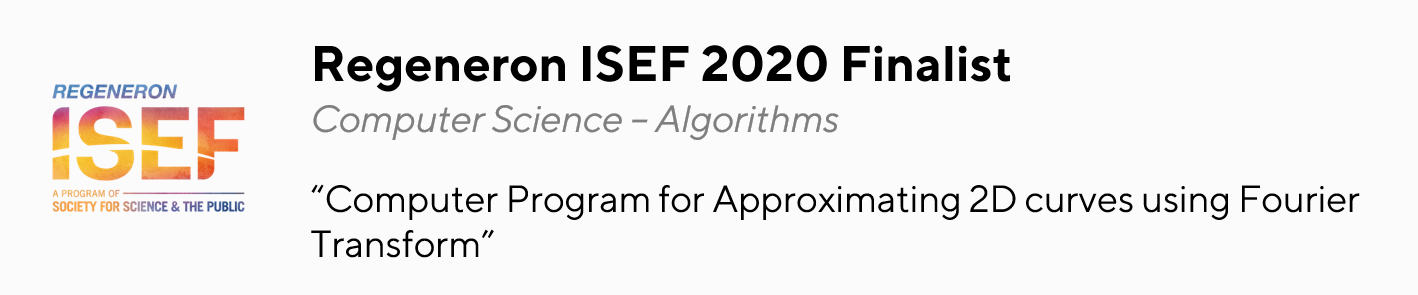 REGENERON
ISEF
A PROGRAM OF
SOCIETY FOR SCIENCE & THE PUBLIC
Regeneron ISEF 2020 Finalist
Computer Science – Algorithms
“Computer Program for Approximating 2D curves using Fourier
Transform”